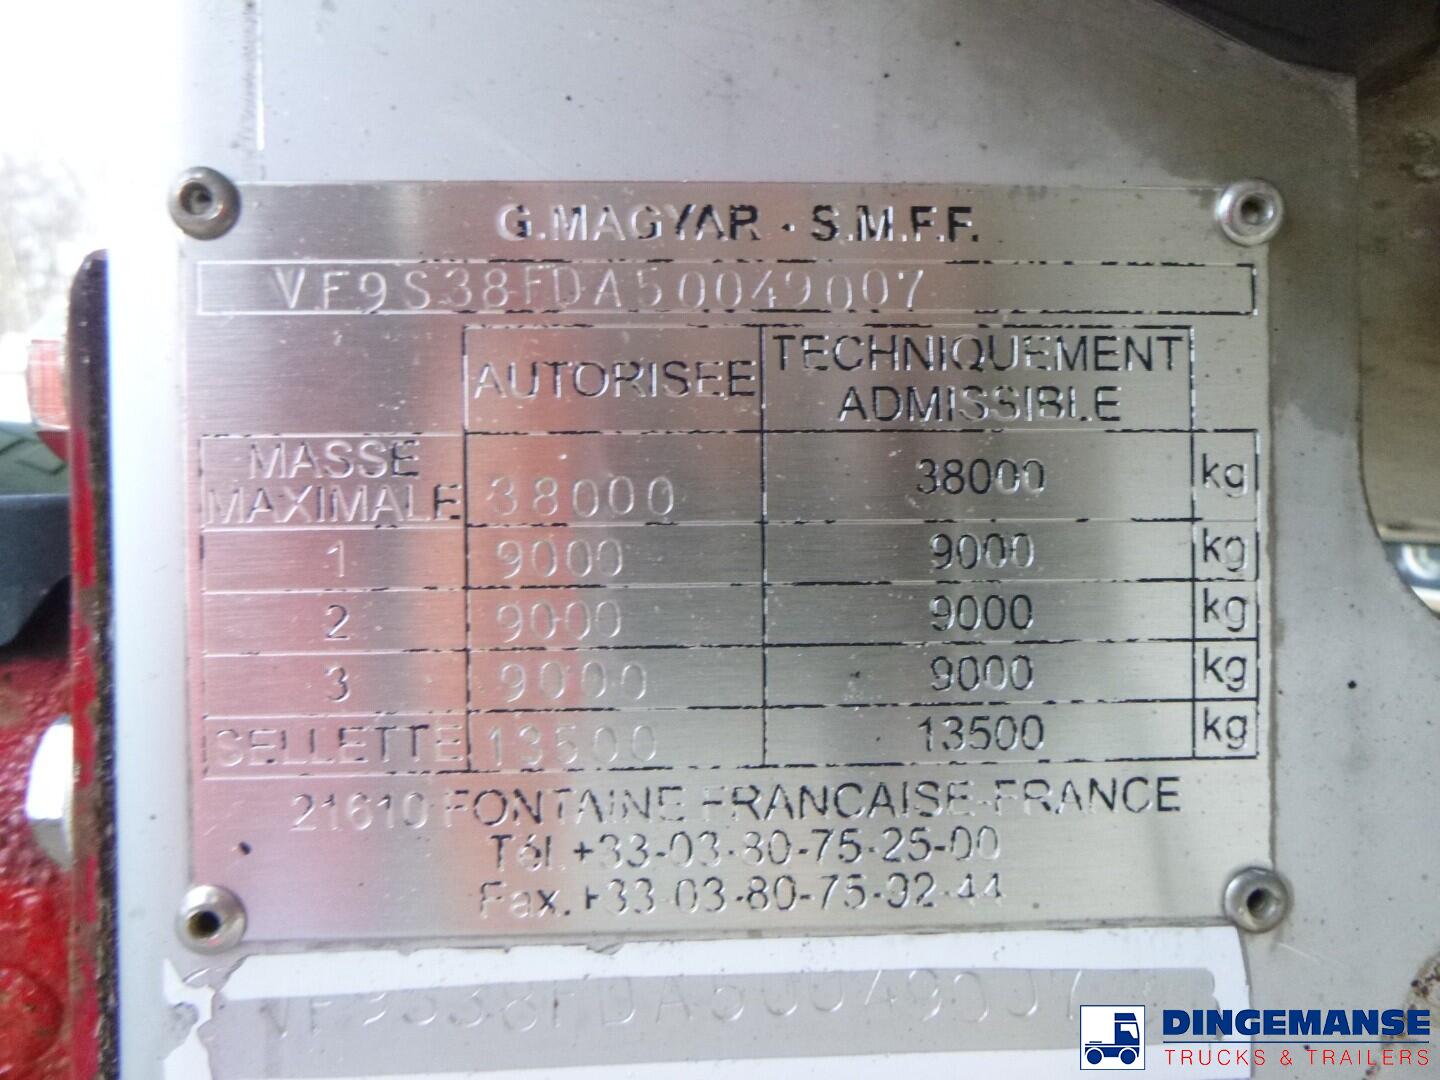 G.MAGYAR - S.M.F.F.
VF9S38FDA50049007
AUTORISEE
TECHNIQUEMENT
ADMISSIBLE
MASSE
MAXIMALE 38000 38000 kg
1 9000 9000 kg
2 9000 9000 kg
3 9000 9000 kg
SELLETTE 13500 13500 kg
21610 FONTAINE FRANCAISE-FRANCE
Tél. +33-03-80-75-25-00
Fax. +33-03-80-75-92-44
VF9S38FDA50049007
DINGEMANSE
TRUCKS & TRAILERS